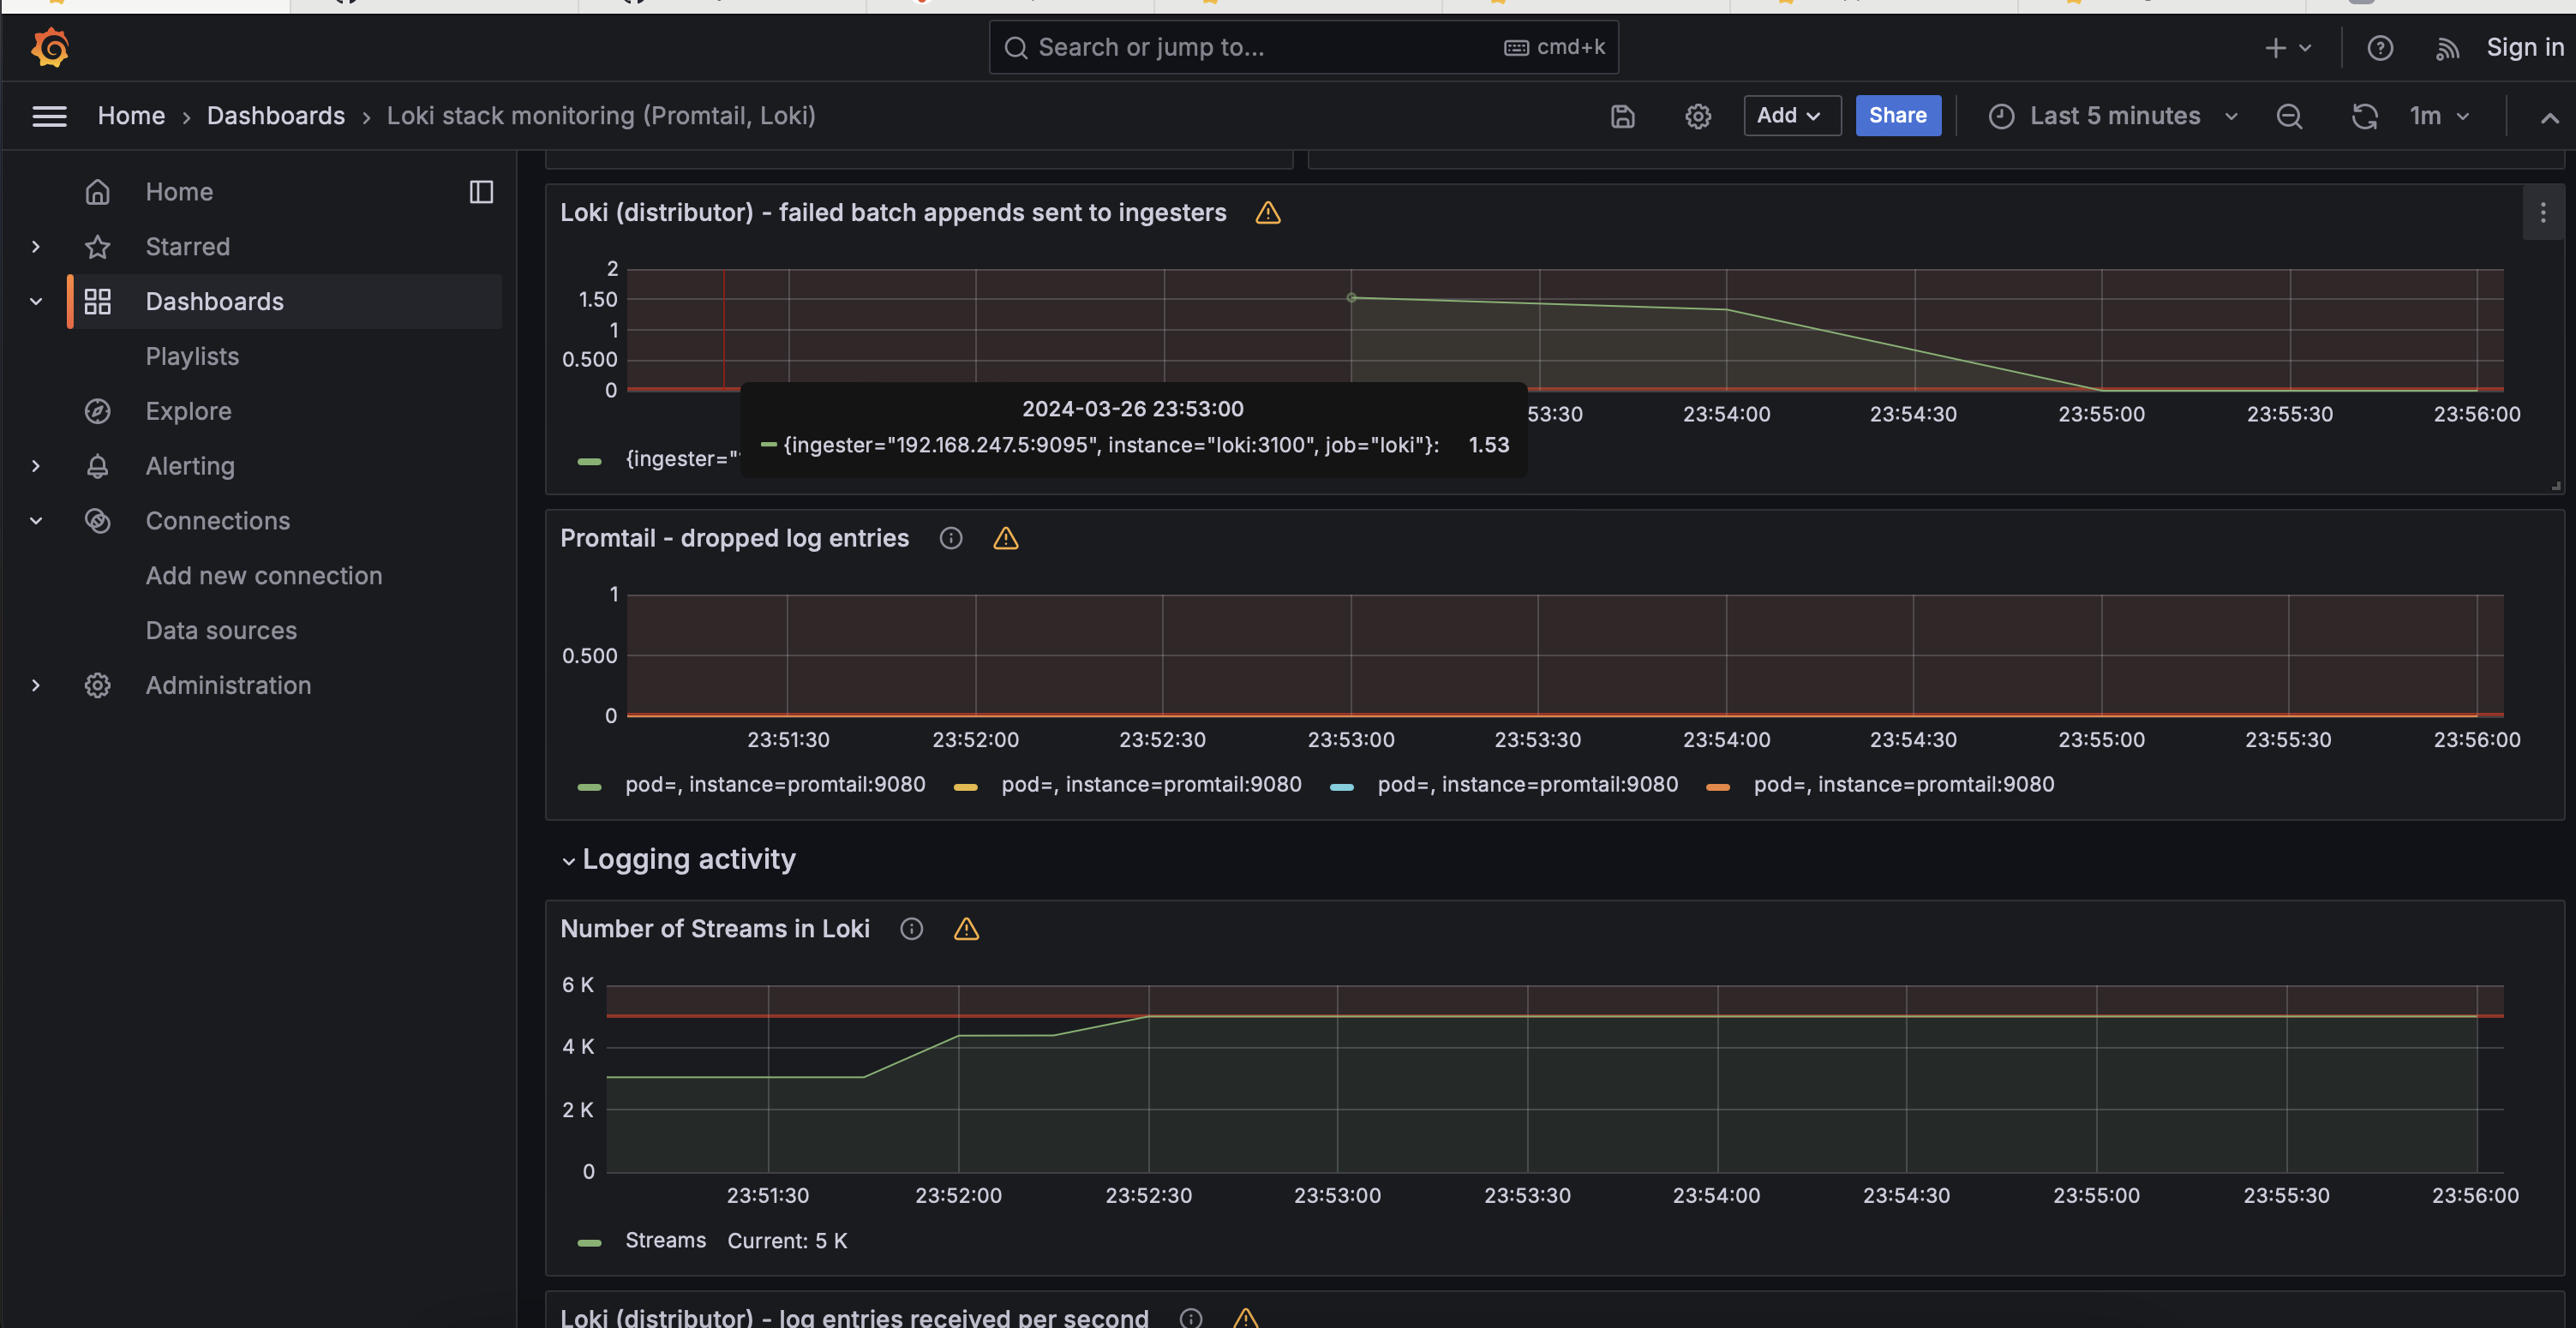 Search or jump to...
cmd+k
Sign in
Home
Dashboards
Loki stack monitoring (Promtail, Loki)
Add
Share
Last 5 minutes
1m
Home
Starred
Dashboards
Playlists
Explore
Alerting
Connections
Add new connection
Data sources
Administration
Loki (distributor) - failed batch appends sent to ingesters
2
1.50
1
0.500
0
53:30
23:54:00
23:54:30
23:55:00
23:55:30
23:56:00
2024-03-26 23:53:00
{ingester="192.168.247.5:9095", instance="loki:3100", job="loki"}: 1.53
{ingester="
Promtail - dropped log entries
1
0.500
0
23:51:30
23:52:00
23:52:30
23:53:00
23:53:30
23:54:00
23:54:30
23:55:00
23:55:30
23:56:00
pod=, instance=promtail:9080
pod=, instance=promtail:9080
pod=, instance=promtail:9080
pod=, instance=promtail:9080
Logging activity
Number of Streams in Loki
6 K
4 K
2 K
0
23:51:30
23:52:00
23:52:30
23:53:00
23:53:30
23:54:00
23:54:30
23:55:00
23:55:30
23:56:00
Streams Current: 5 K
Loki (distributor) - log entries received per second